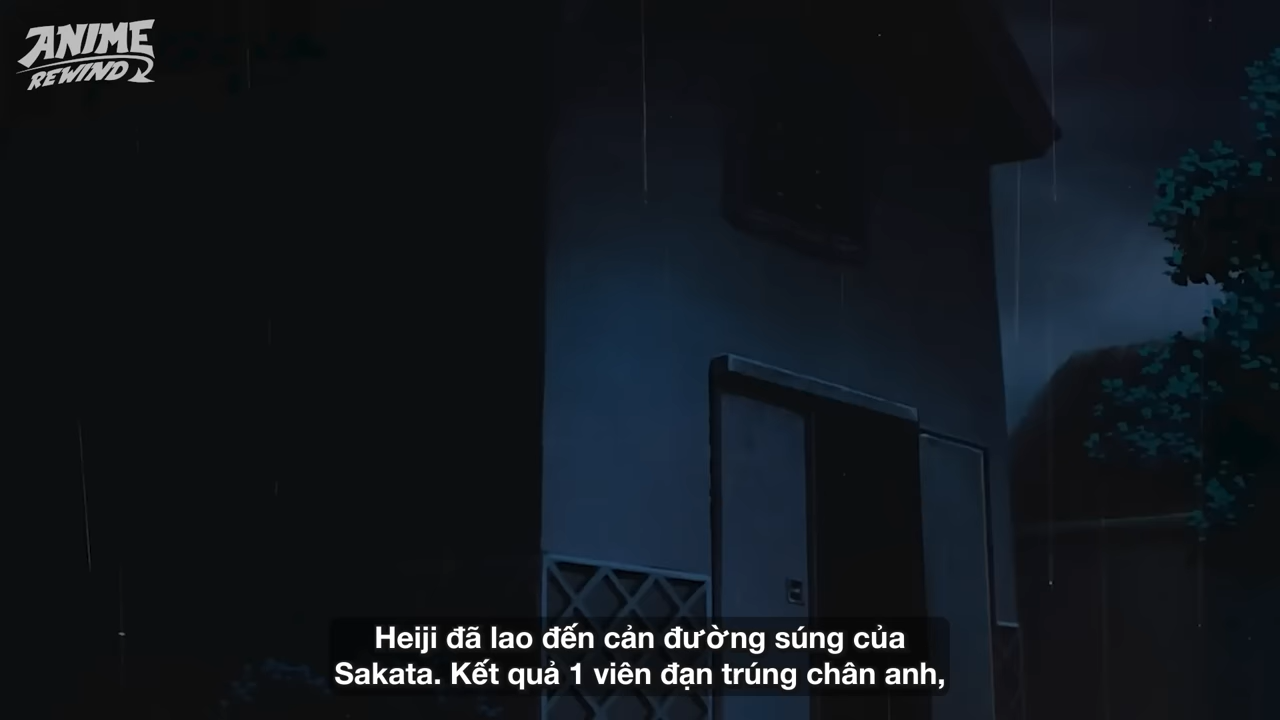 ANIME
REWIND
Heiji đã lao đến cản đường súng của
Sakata. Kết quả 1 viên đạn trúng chân anh,